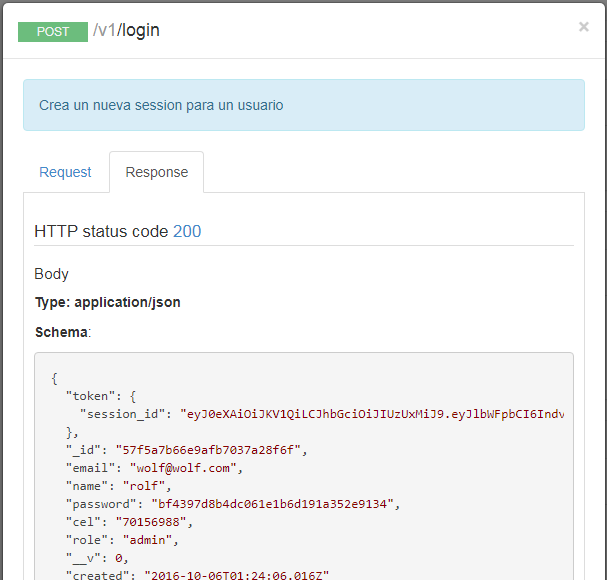 POST /v1/login ×
Crea un nueva session para un usuario
Request Response
HTTP status code 200
Body
Type: application/json
Schema:
{
"token": {
"session_id": "eyJ0eXAiOiJKV1QiLCJhbGciOiJIUzUxMiJ9.eyJlbWFpbCI6Indv
},
"_id": "57f5a7b66e9afb7037a28f6f",
"email": "wolf@wolf.com",
"name": "rolf",
"password": "bf4397d8b4dc061e1b6d191a352e9134",
"cel": "70156988",
"role": "admin",
"__v": 0,
"created": "2016-10-06T01:24:06.016Z"